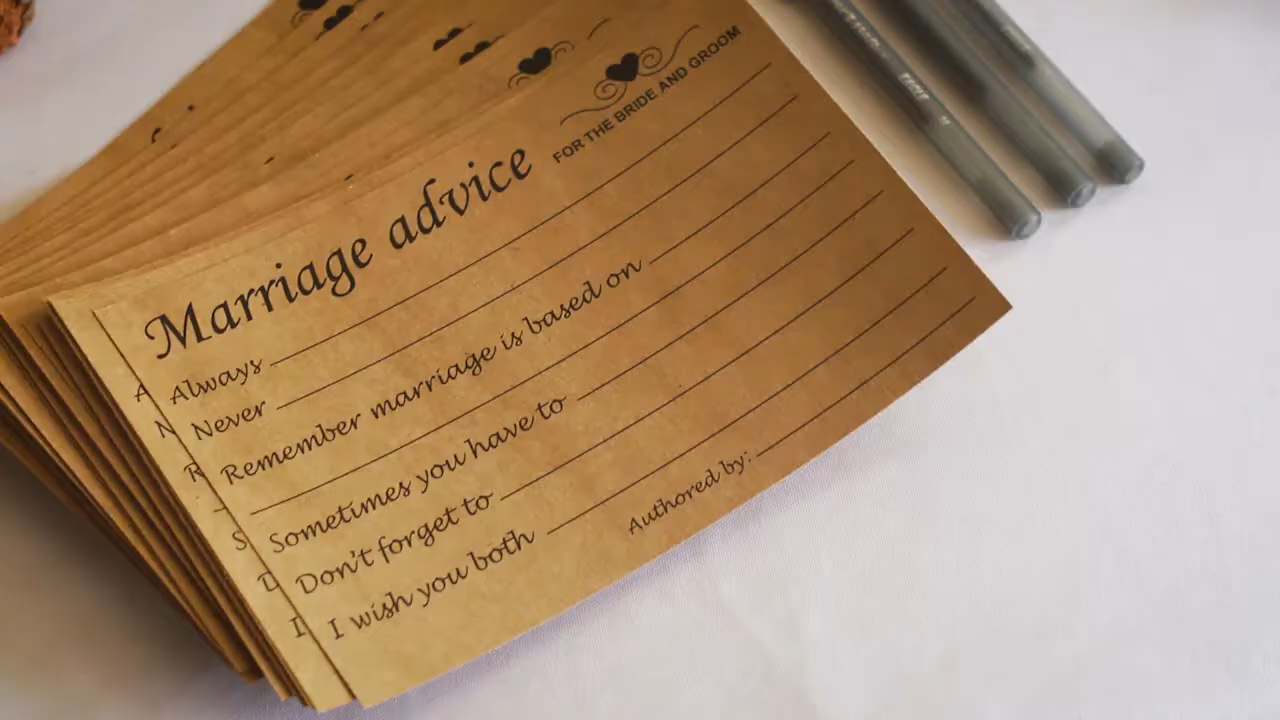 FOR THE BRIDE AND GROOM
Marriage advice
Always
Never
Remember marriage is based on
Sometimes you have to
Don't forget to
I wish you both
Authored by:
A
N
R
S
D
I